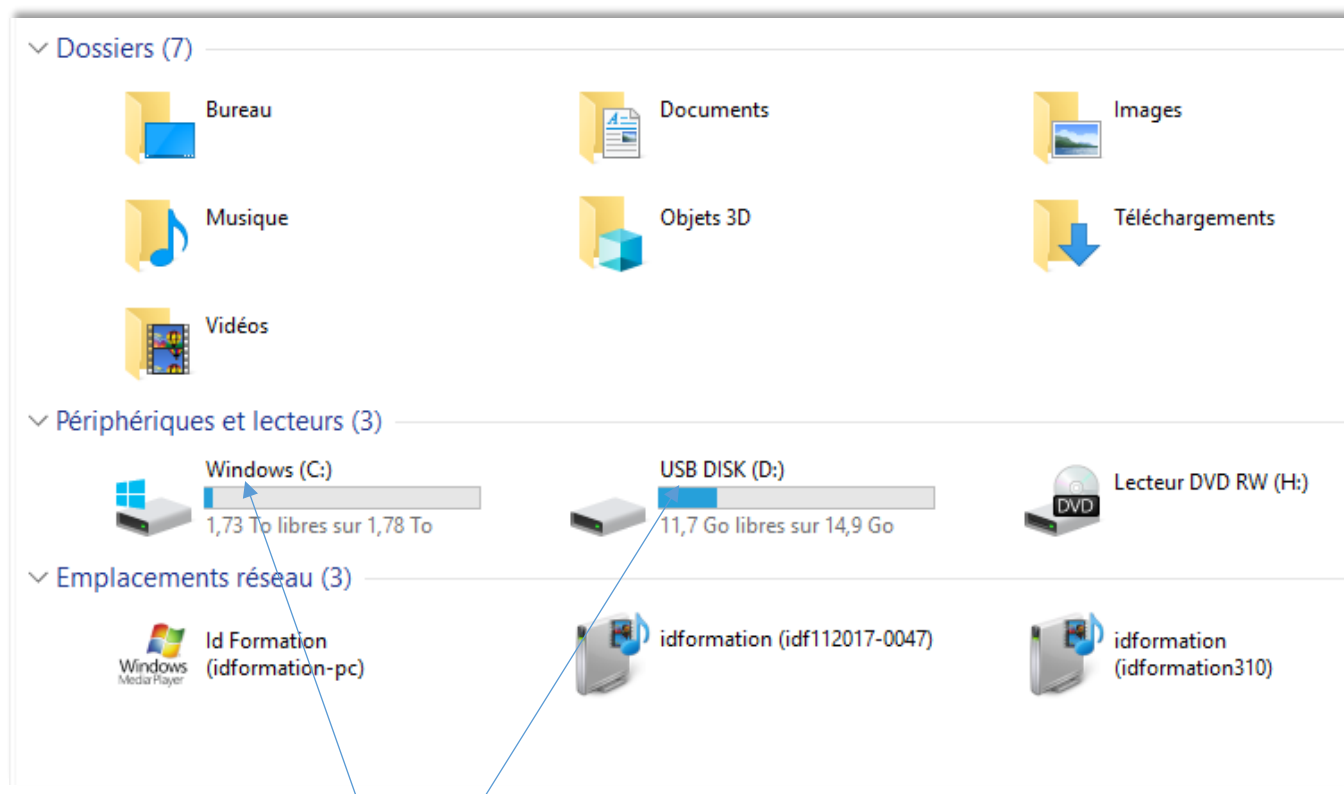 Dossiers (7)
Bureau
Documents
Images
Musique
Objets 3D
Téléchargements
Vidéos
Périphériques et lecteurs (3)
Windows (C:)
1,73 To libres sur 1,78 To
USB DISK (D:)
11,7 Go libres sur 14,9 Go
DVD
Lecteur DVD RW (H:)
Emplacements réseau (3)
Windows
Media Player
Id Formation
(idformation-pc)
idformation (idf112017-0047)
idformation
(idformation310)